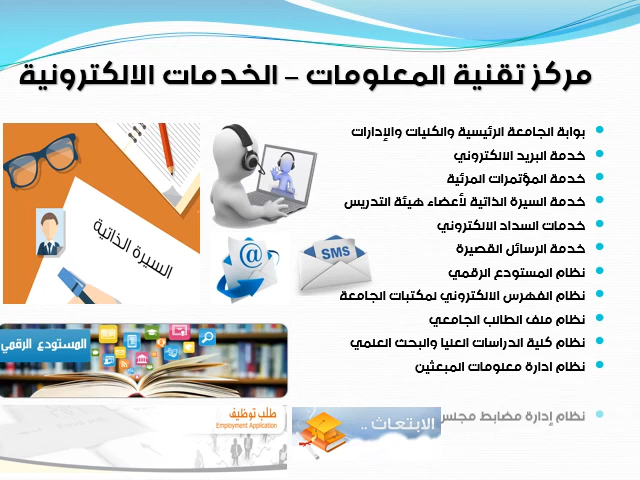 مركز تقنية المعلومات – الخدمات الالكترونية
بوابة الجامعة الرئيسية والكليات والإدارات
خدمة البريد الالكتروني
خدمة المؤتمرات المرئية
خدمة السيرة الذاتية لأعضاء هيئة التدريس
خدمات السداد الالكتروني
خدمة الرسائل القصيرة
نظام المستودع الرقمي
نظام الفهرس الالكتروني لمكتبات الجامعة
نظام ملف الطالب الجامعي
نظام كلية الدراسات العليا والبحث العلمي
نظام ادارة معلومات المبعثين
نظام إدارة مضابط مجلس
السيرة الذاتية
@
SMS
المستودع الرقمي
طلب توظيف
Employment Application
الابتعاث ..